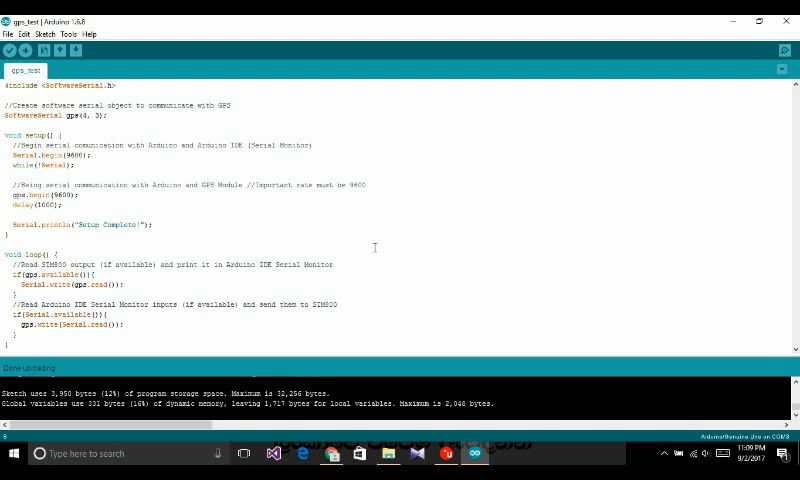 gps_test | Arduino 1.6.8
File Edit Sketch Tools Help
gps_test
#include <SoftwareSerial.h>
//Create software serial object to communicate with GPS
SoftwareSerial gps(4, 3);
void setup() {
//Begin serial comunication with Arduino and Arduino IDE (Serial Monitor)
Serial.begin(9600);
while(!Serial);
//Being serial communication with Arduino and GPS Module //Important rate must be 9600
gps.begin(9600);
delay(1000);
Serial.println("Setup Complete!");
}
void loop() {
//Read SIM800 output (if available) and print it in Arduino IDE Serial Monitor
if(gps.available()){
Serial.write(gps.read());
}
//Read Arduino IDE Serial Monitor inputs (if available) and send them to SIM800
if(Serial.available()){
gps.write(Serial.read());
}
}
Done uploading
Sketch uses 3,950 bytes (12%) of program storage space. Maximum is 32,256 bytes.
Global variables use 331 bytes (16%) of dynamic memory, leaving 1,717 bytes for local variables. Maximum is 2,048 bytes.
8
Arduino/Genuino Uno on COM3
Type here to search
11:09 PM
9/2/2017